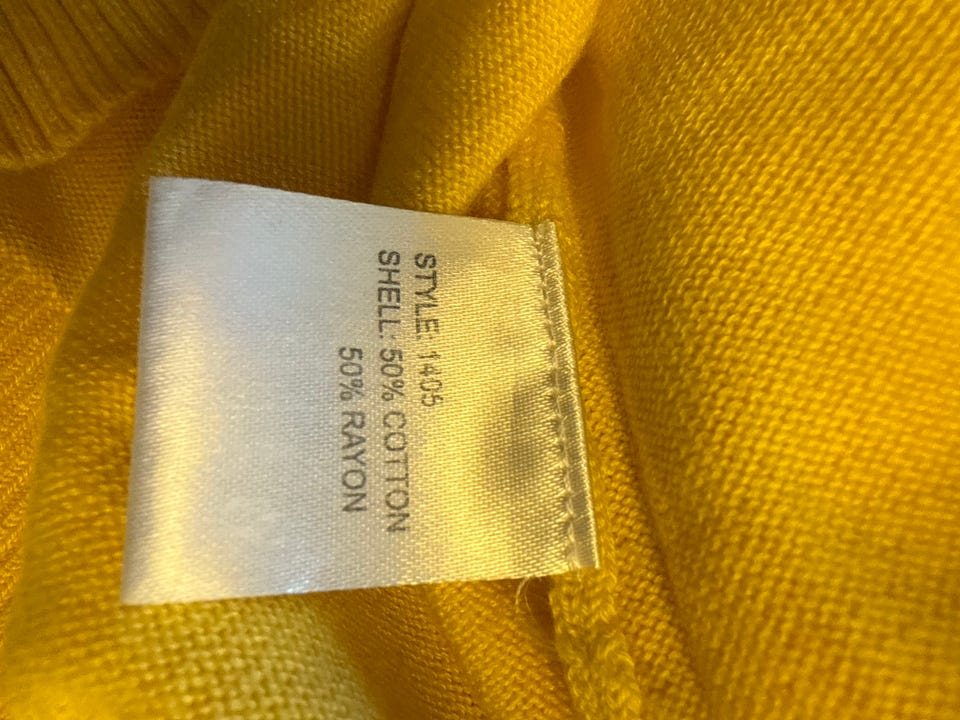 STYLE: 1405
SHELL: 50% COTTON
50% RAYON